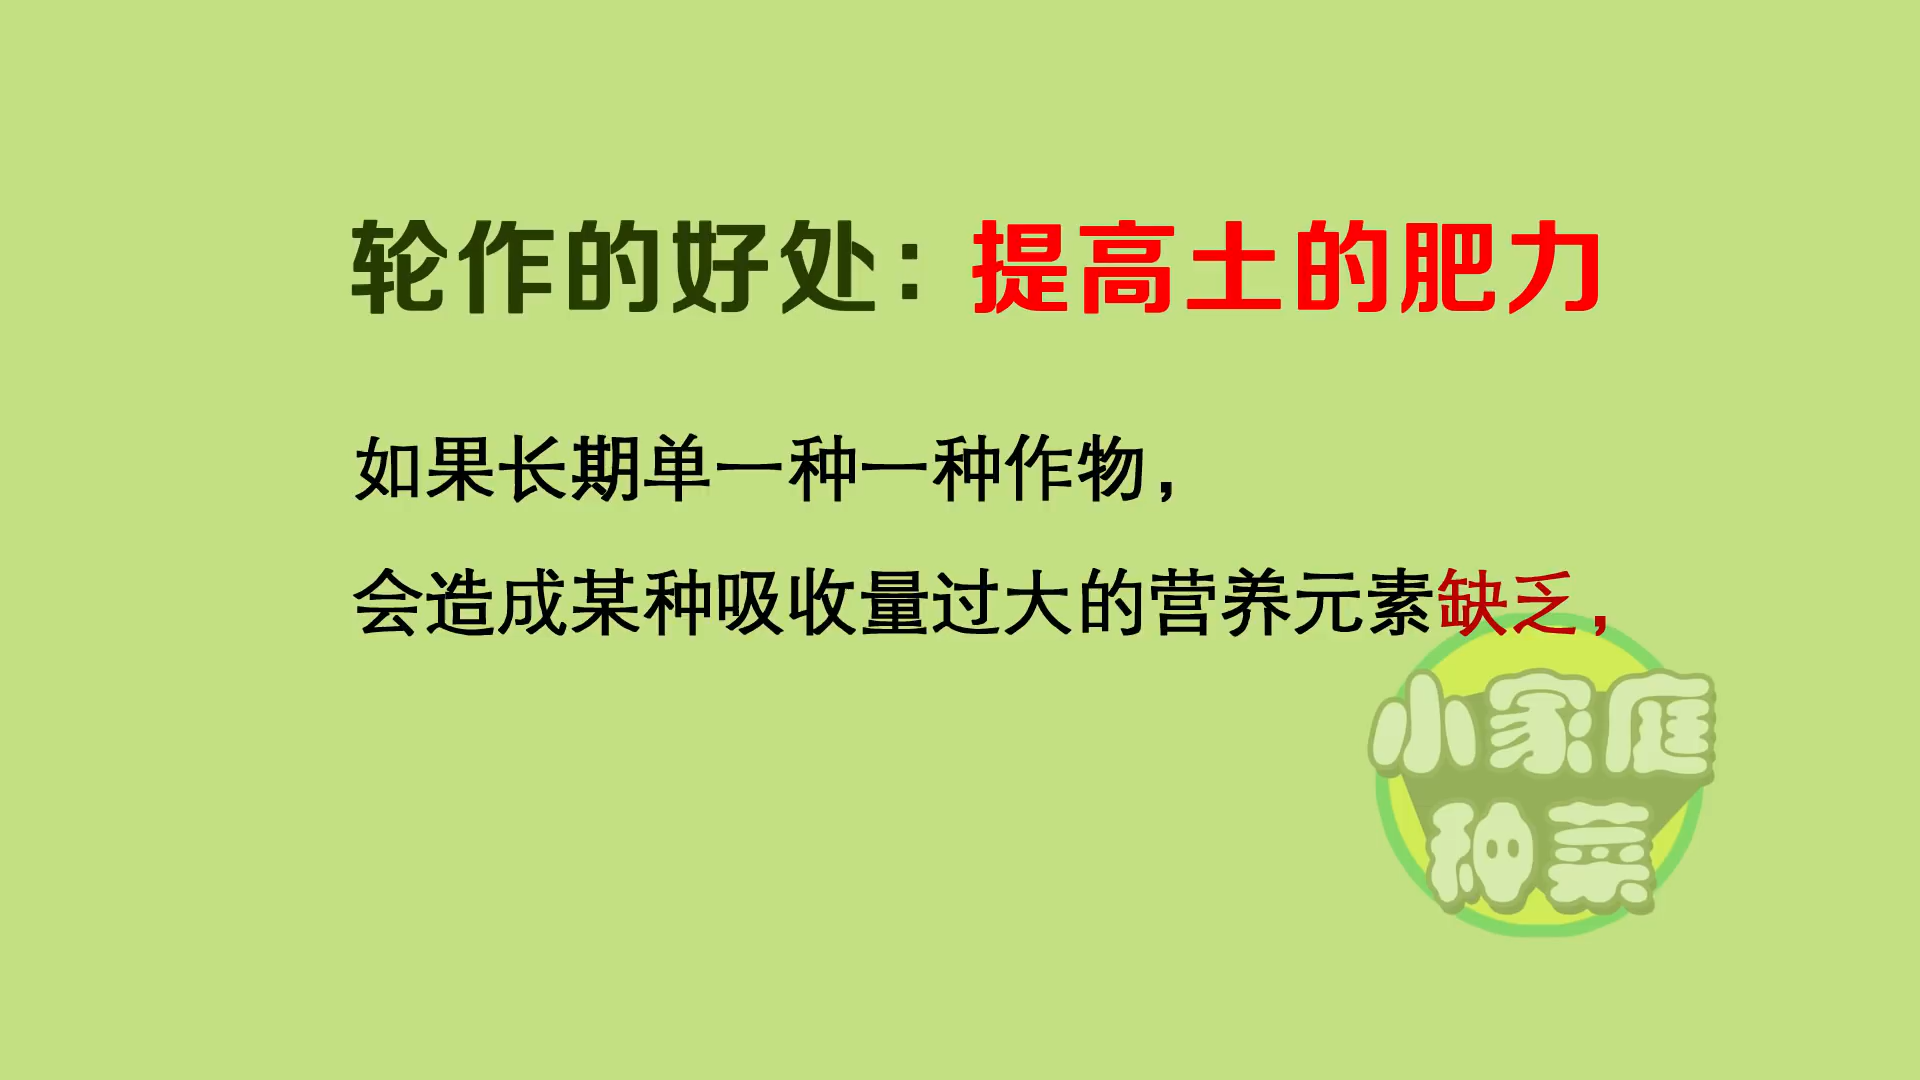 轮作的好处：提高土的肥力
如果长期单一种一种作物，
会造成某种吸收量过大的营养元素缺乏，
小家庭
种菜